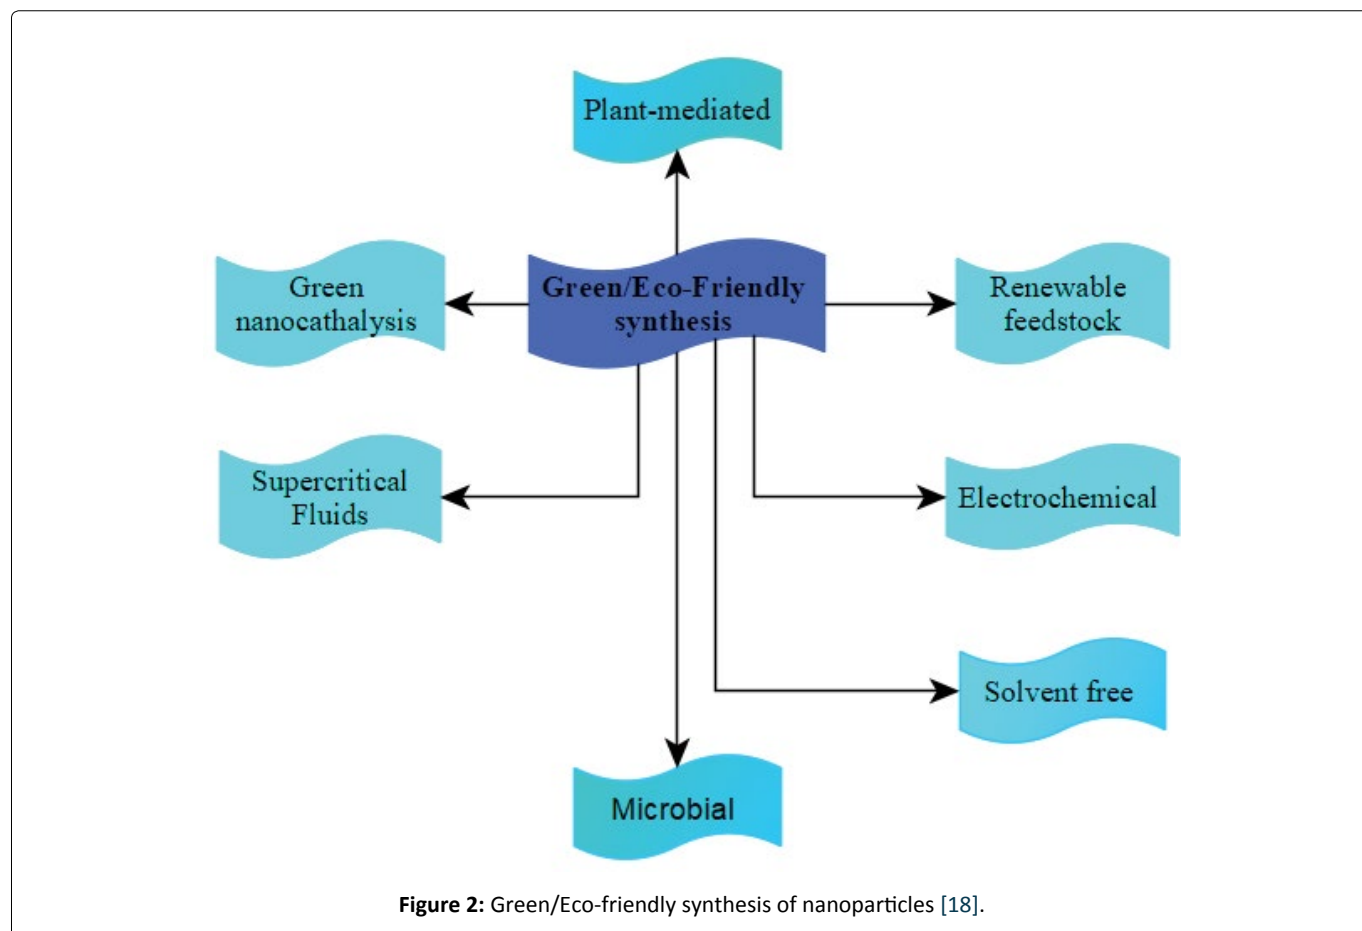 Plant-mediated
Green
nanocathalysis
Green/Eco-Friendly
synthesis
Renewable
feedstock
Supercritical
Fluids
Electrochemical
Solvent free
Microbial
Figure 2: Green/Eco-friendly synthesis of nanoparticles [18].